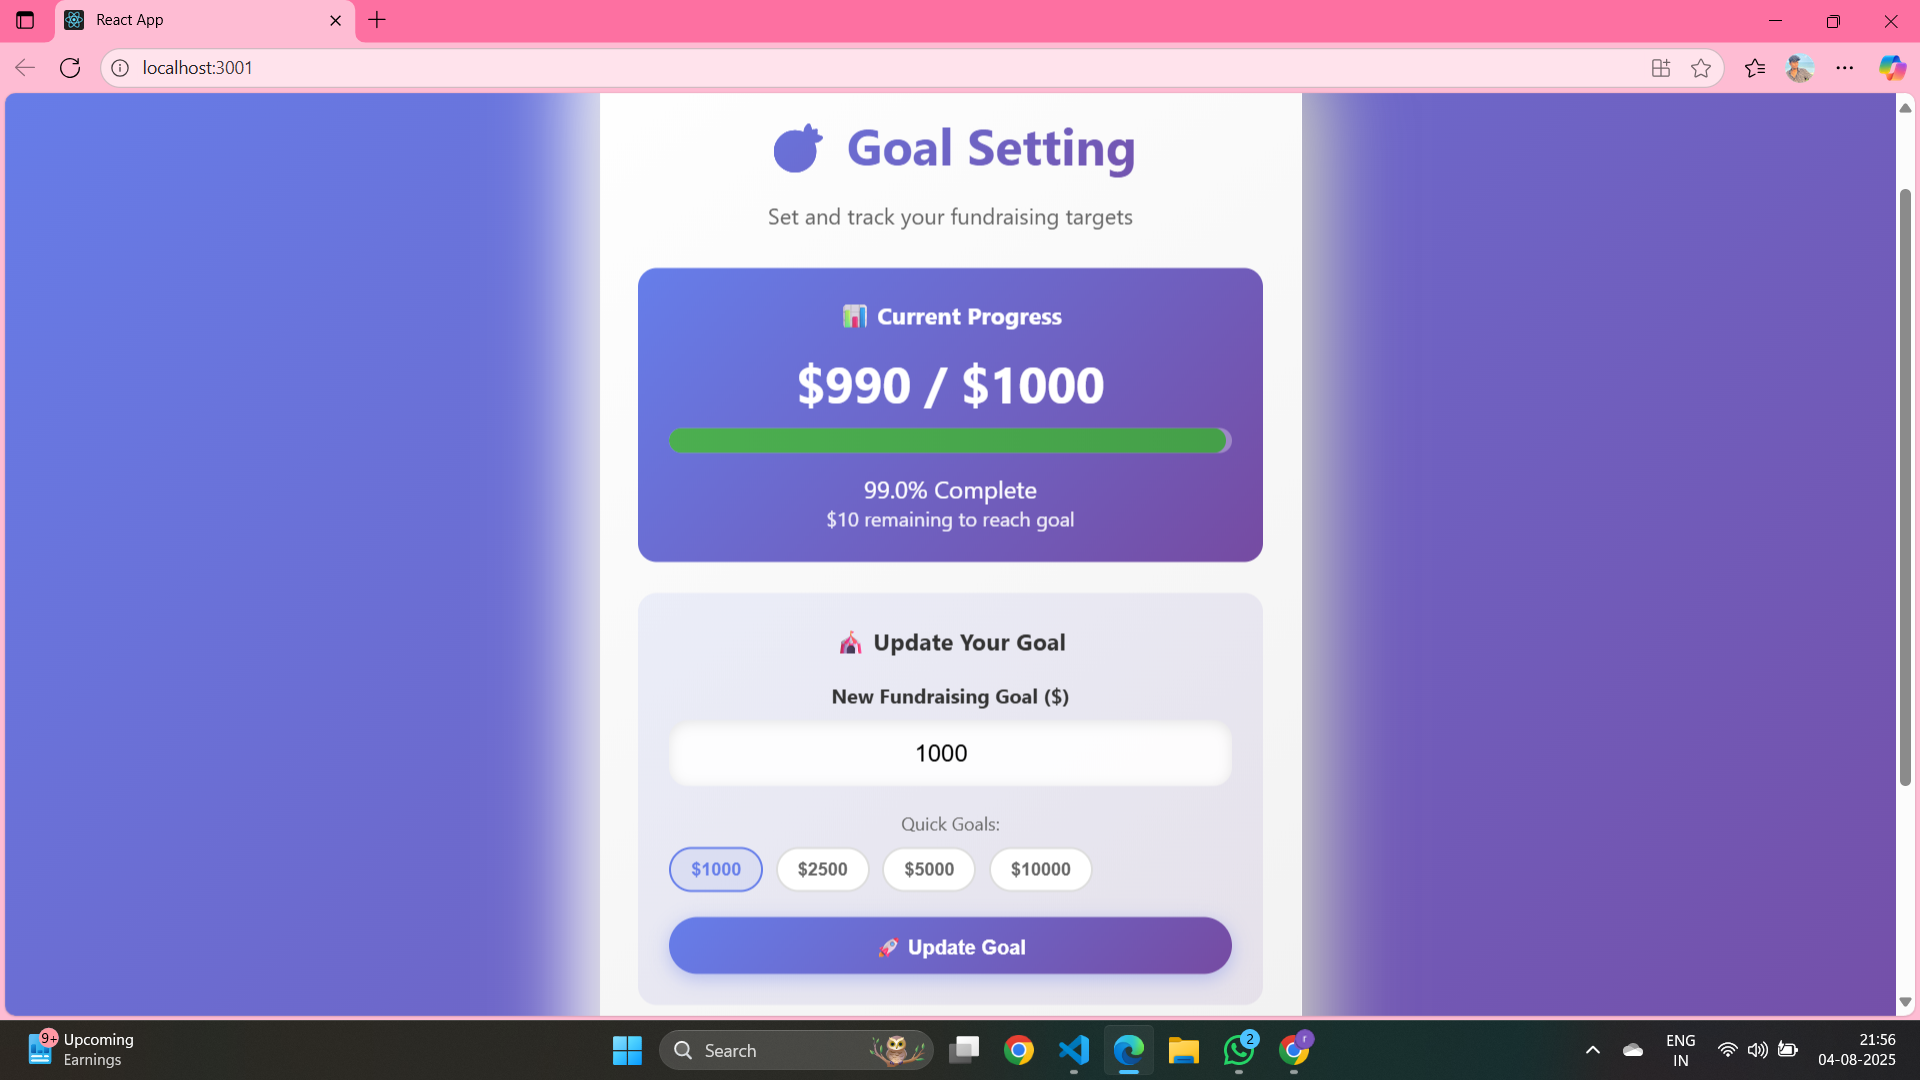 React App
localhost:3001
Goal Setting
Set and track your fundraising targets
Current Progress
$990 / $1000
99.0% Complete
$10 remaining to reach goal
Update Your Goal
New Fundraising Goal ($)
1000
Quick Goals:
$1000 $2500 $5000 $10000
Update Goal
9+ Upcoming
Earnings
Search
2
r
ENG
IN
21:56
04-08-2025